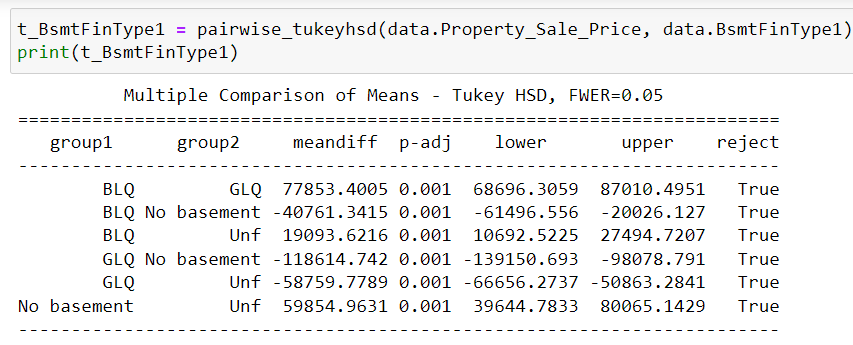 t_BsmtFinType1 = pairwise_tukeyhsd(data.Property_Sale_Price, data.BsmtFinType1)
print(t_BsmtFinType1)
Multiple Comparison of Means - Tukey HSD, FWER=0.05
========================================================================
group1 group2 meandiff p-adj lower upper reject
------------------------------------------------------------------------
BLQ GLQ 77853.4005 0.001 68696.3059 87010.4951 True
BLQ No basement -40761.3415 0.001 -61496.556 -20026.127 True
BLQ Unf 19093.6216 0.001 10692.5225 27494.7207 True
GLQ No basement -118614.742 0.001 -139150.693 -98078.791 True
GLQ Unf -58759.7789 0.001 -66656.2737 -50863.2841 True
No basement Unf 59854.9631 0.001 39644.7833 80065.1429 True
------------------------------------------------------------------------